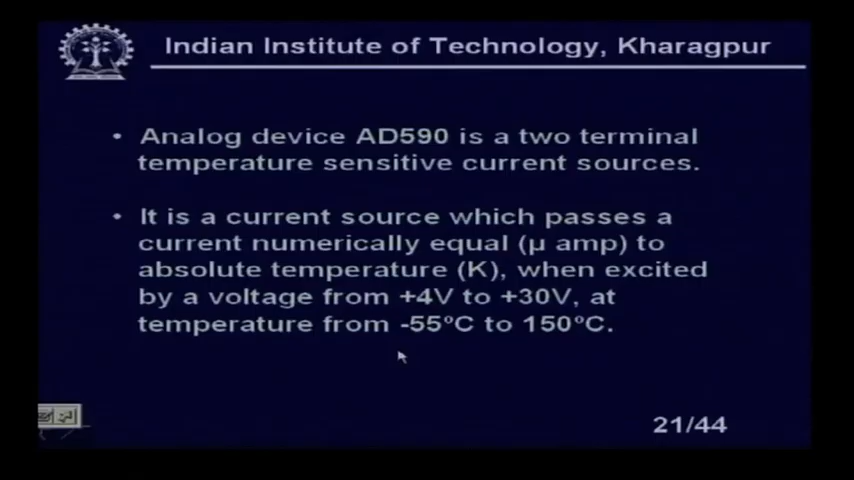 Indian Institute of Technology, Kharagpur
• Analog device AD590 is a two terminal
temperature sensitive current sources.
• It is a current source which passes a
current numerically equal (μ amp) to
absolute temperature (K), when excited
by a voltage from +4V to +30V, at
temperature from -55ºC to 150ºC.
21/44